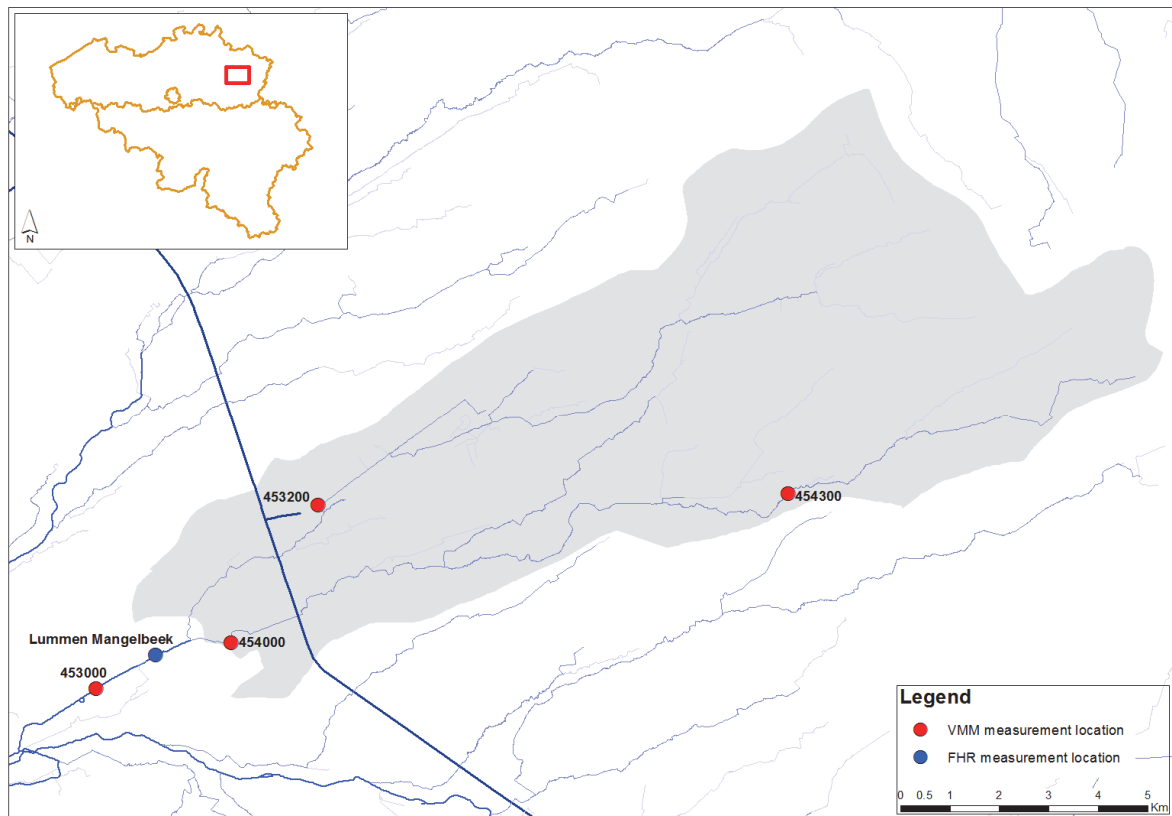 N
453200
454300
Lummen Mangelbeek
454000
453000
Legend
VMM measurement location
FHR measurement location
0 0.5 1 2 3 4 5
Km